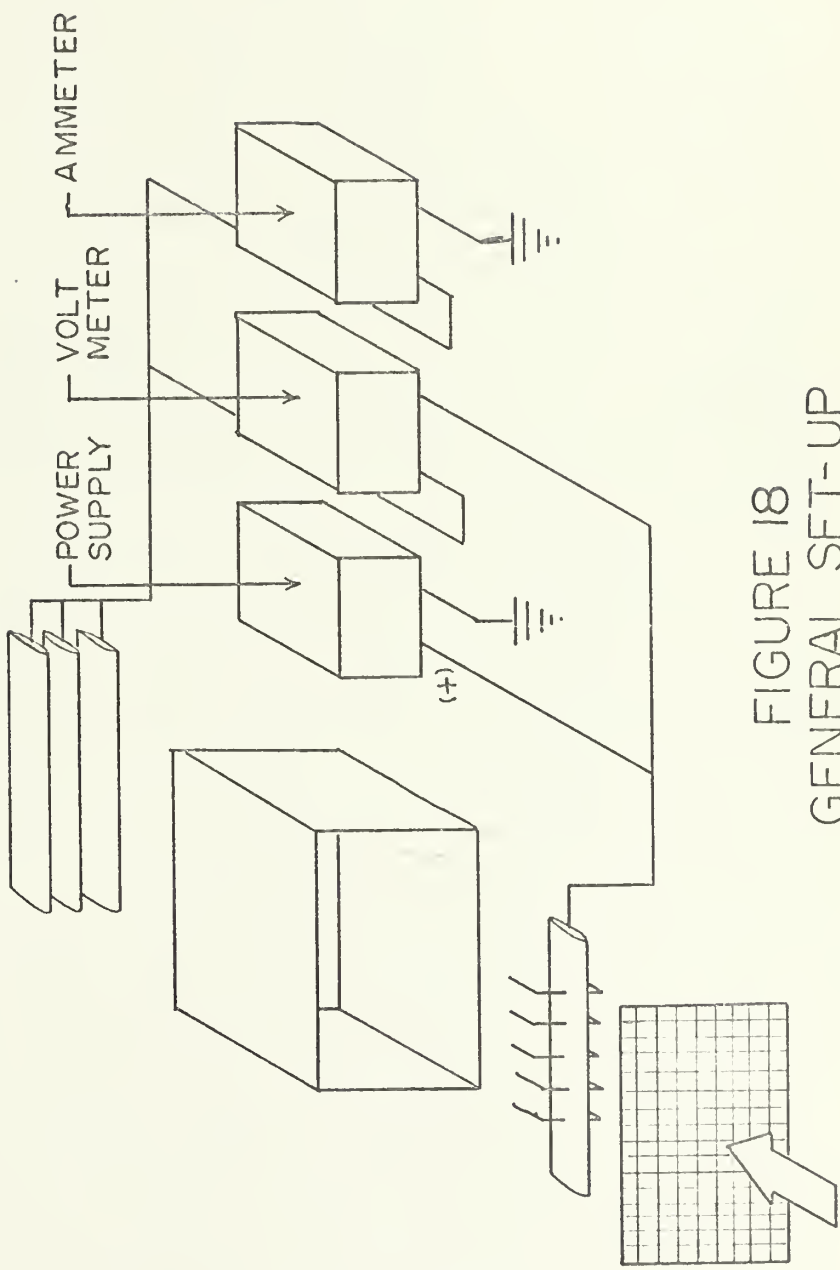 POWER
SUPPLY
VOLT
METER
AMMETER
(+)
FIGURE 18
GENERAL SET-UP